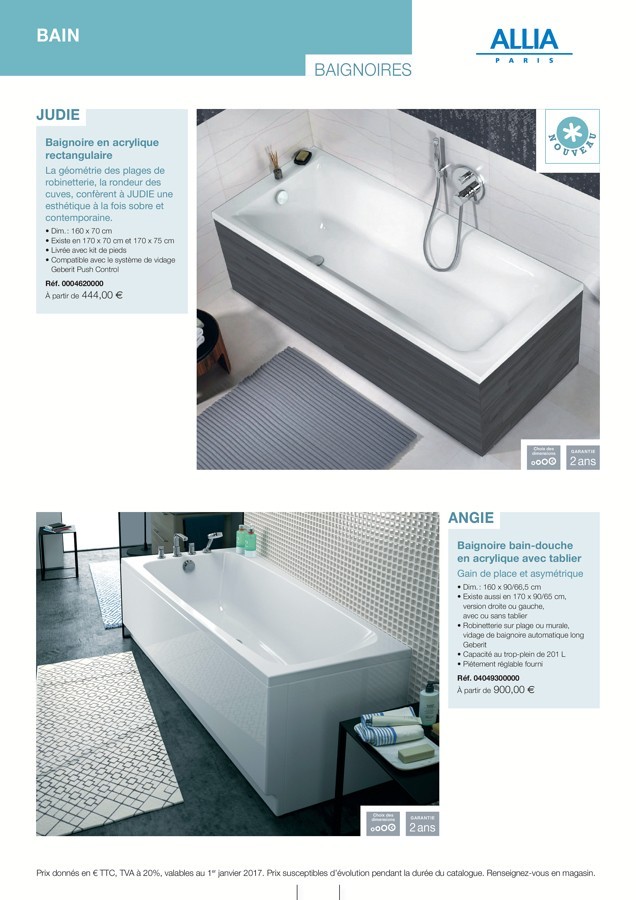 BAIN
ALLIA
PARIS
BAIGNOIRES
JUDIE
Baignoire en acrylique
rectangulaire
La géométrie des plages de
robinetterie, la rondeur des
cuves, confèrent à JUDIE une
esthétique à la fois sobre et
contemporaine.
• Dim. : 160 x 70 cm
• Existe en 170 x 70 cm et 170 x 75 cm
• Livrée avec kit de pieds
• Compatible avec le système de vidage
Geberit Push Control
Réf. 0004620000
À partir de 444,00 €
NOUVEAU
Choix des
dimensions
GARANTIE
2 ans
ANGIE
Baignoire bain-douche
en acrylique avec tablier
Gain de place et asymétrique
• Dim. : 160 x 90/66,5 cm
• Existe aussi en 170 x 90/65 cm,
version droite ou gauche,
avec ou sans tablier
• Robinetterie sur plage ou murale,
vidage de baignoire automatique long
Geberit
• Capacité au trop-plein de 201 L
• Piètement réglable fourni
Réf. 04049300000
À partir de 900,00 €
Choix des
dimensions
GARANTIE
2 ans
Prix donnés en € TTC, TVA à 20%, valables au 1er janvier 2017. Prix susceptibles d'évolution pendant la durée du catalogue. Renseignez-vous en magasin.